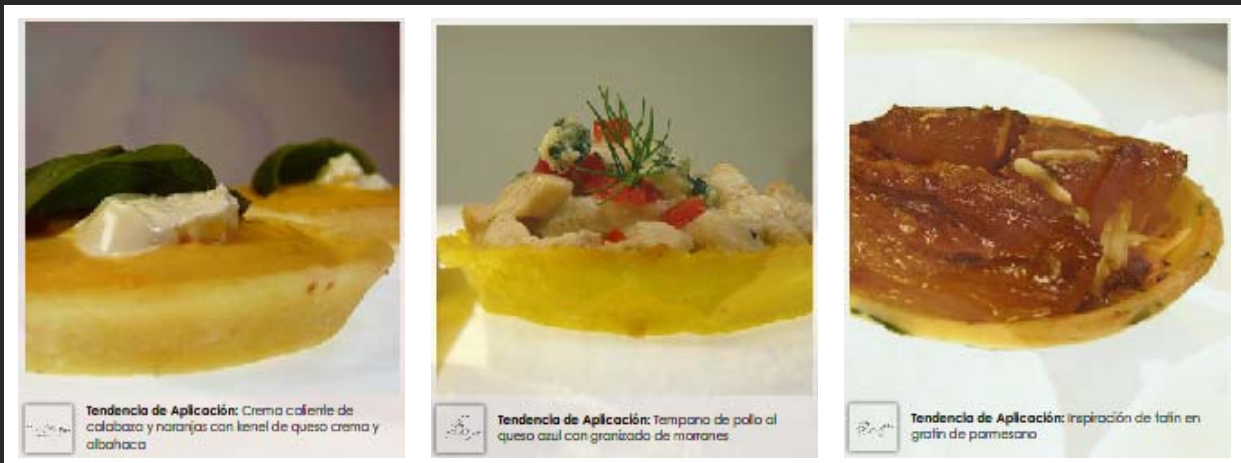 Tendencia de Aplicación: Crema caliente de
calabaza y naranjas con kenel de queso crema y
albahaca
Tendencia de Aplicación: Tempano de pollo al
queso azul con granizado de morrones
Tendencia de Aplicación: Inspiración de tatin en
gratin de parmesano